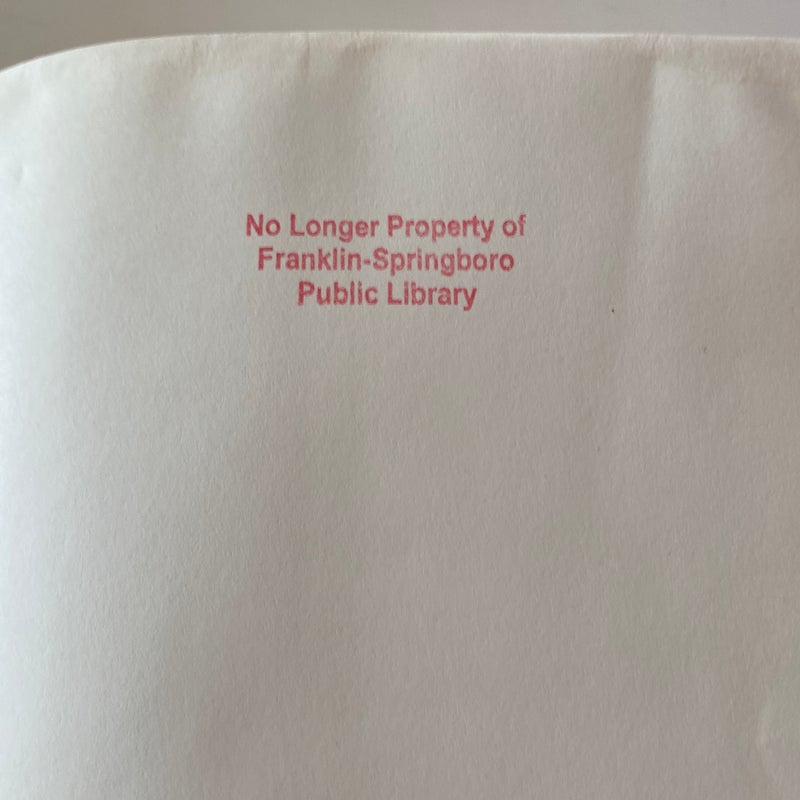 No Longer Property of
Franklin-Springboro
Public Library